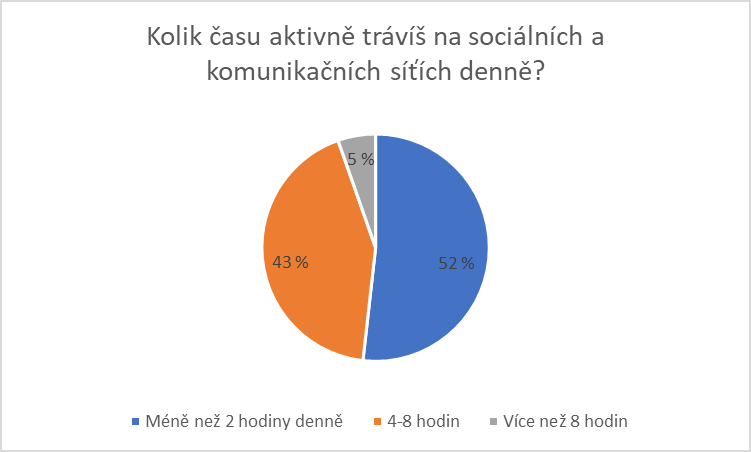 Kolik času aktivně trávíš na sociálních a
komunikačních síťích denně?
5 %
43 %
52 %
Méně než 2 hodiny denně
4-8 hodin
Více než 8 hodin